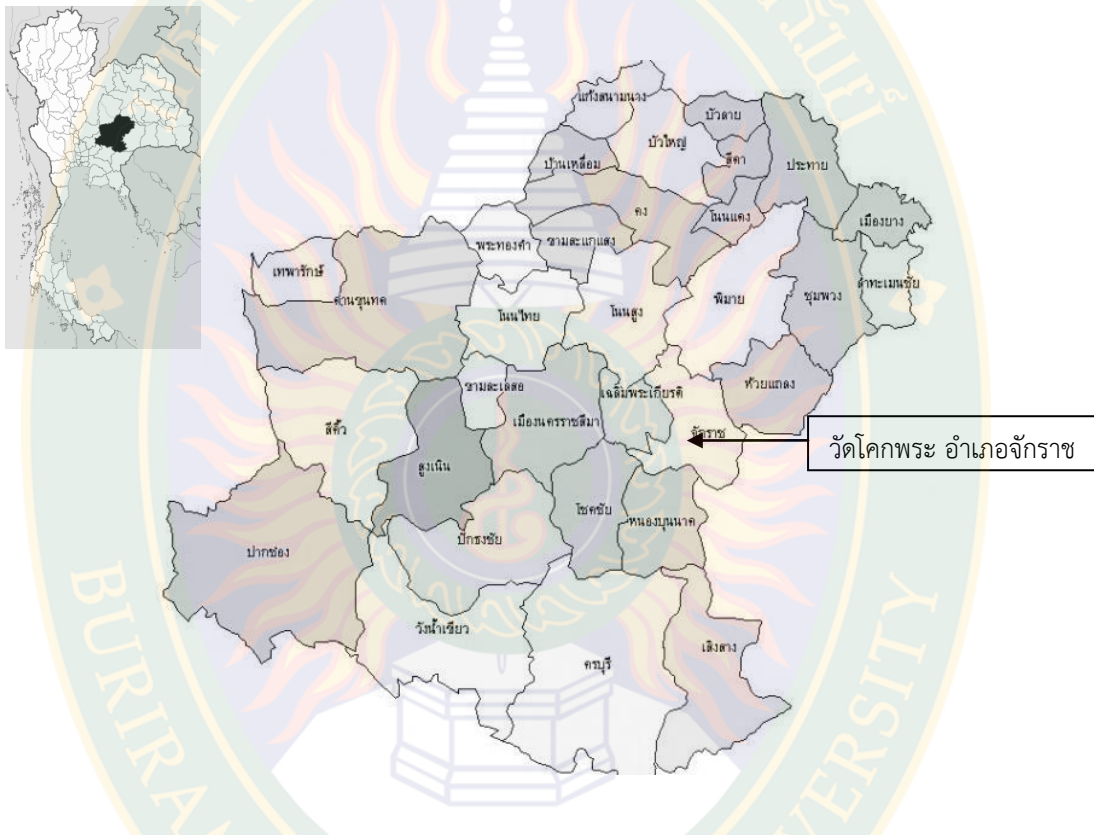 แก้งสนามนาง
บัวลาย
บัวใหญ่
สีดา
บ้านเหลื่อม
ประทาย
คง
โนนแดง
เมืองยาง
พระทองคำ
ขามสะแกแสง
เทพารักษ์
ด่านขุนทด
โนนไทย
โนนสูง
พิมาย
ชุมพวง
ลำทะเมนชัย
ขามทะเลสอ
เฉลิมพระเกียรติ
ห้วยแถลง
สีคิ้ว
เมืองนครราชสีมา
จักราช
วัดโคกพระ อำเภอจักราช
สูงเนิน
โชคชัย
หนองบุนนาค
ปักธงชัย
ปากช่อง
วังน้ำเขียว
ครบุรี
เสิงสาง